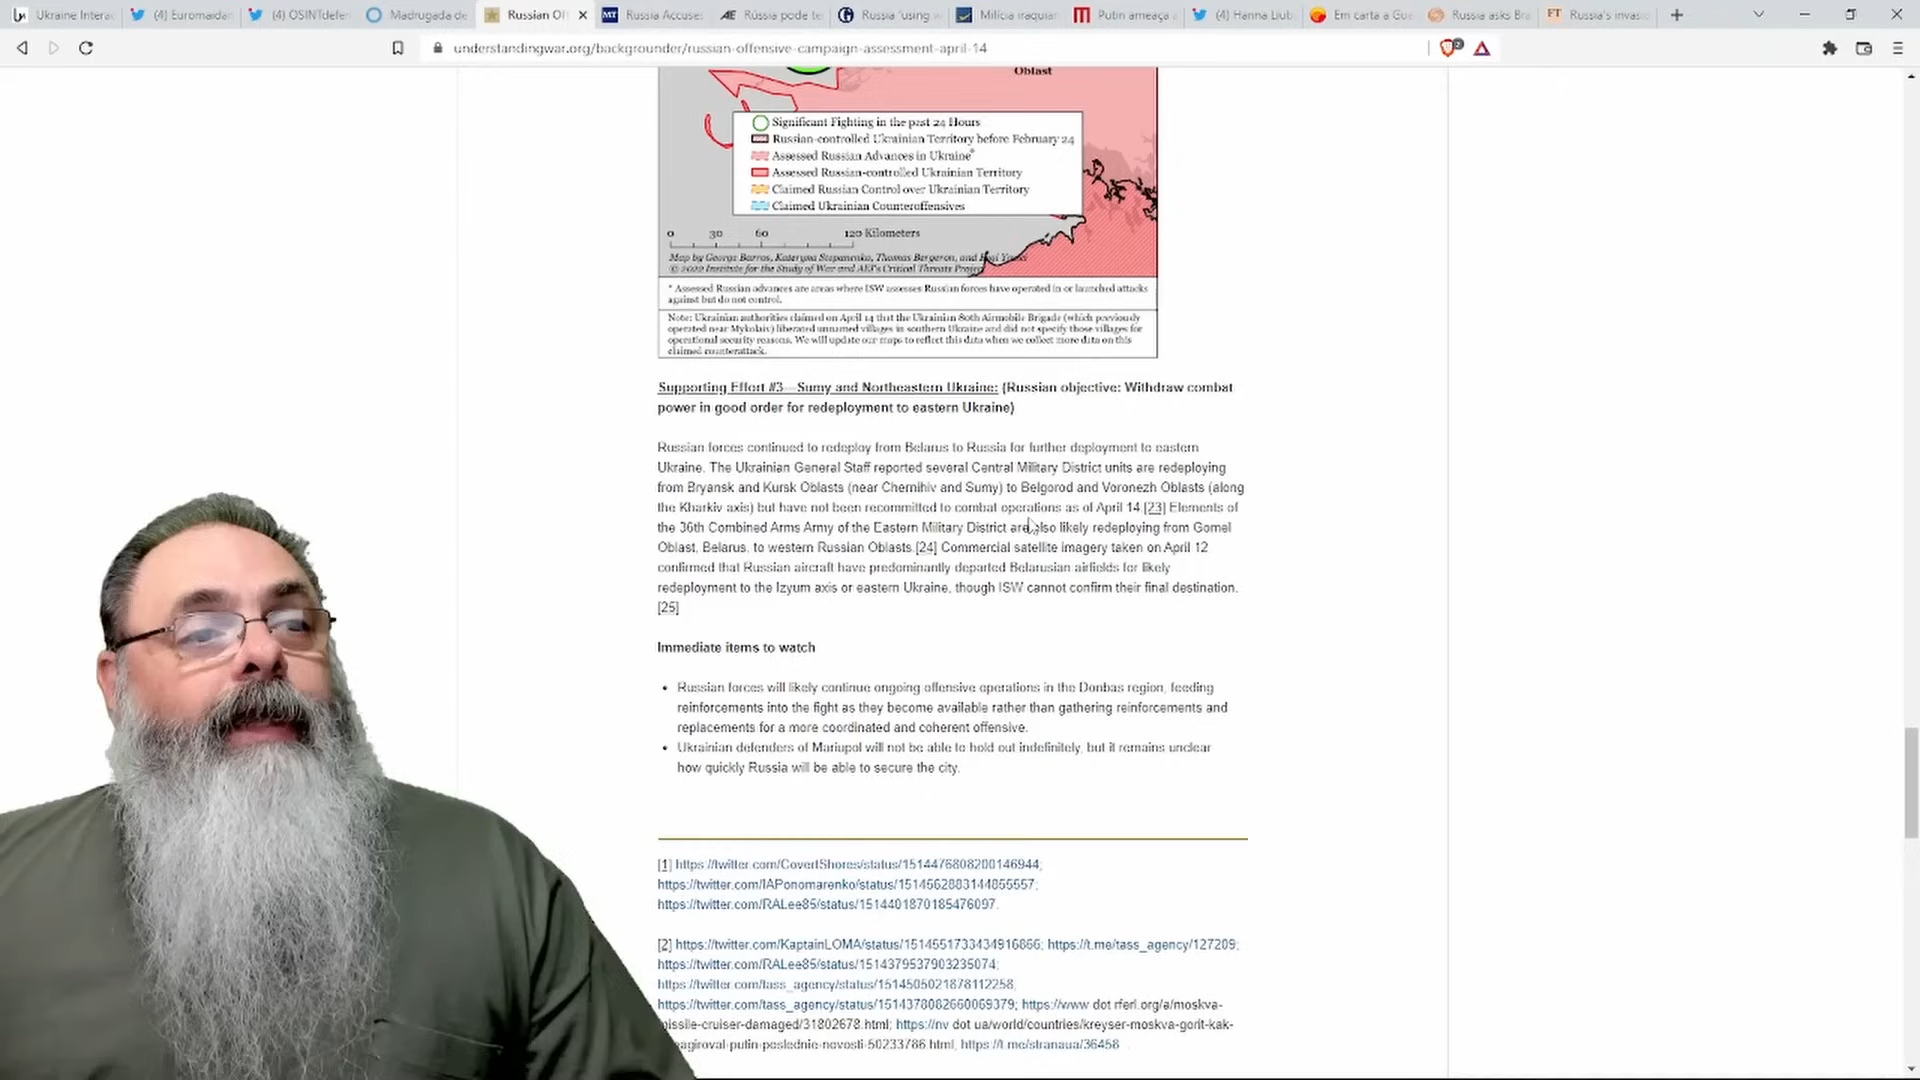 Ukraine Interac
(4) Euromaidan
(4) OSINTdefen
Madrugada de
Russian Of
Russia Accuse
Rússia pode te
Russia 'using w
Milícia iraquian
Putin ameaça a
(4) Hanna Liub
Em carta a Gue
Russia asks Bra
Russia's invasio
understandingwar.org/backgrounder/russian-offensive-campaign-assessment-april-14
Oblast
Significant Fighting in the past 24 Hours
Russian-controlled Ukrainian Territory before February 24
Assessed Russian Advances in Ukraine*
Assessed Russian-controlled Ukrainian Territory
Claimed Russian Control over Ukrainian Territory
Claimed Ukrainian Counteroffensives
0 30 60 120 Kilometers
Map by George Barros, Kateryna Stepanenko, Thomas Bergeron, and
© 2022 Institute for the Study of War and AEI's Critical Threats Project
* Assessed Russian advances are areas where ISW assesses Russian forces have operated in or launched attacks
against but do not control.
Note: Ukrainian authorities claimed on April 14 that the Ukrainian 80th Airmobile Brigade (which previously
operated near Mykolaiv) liberated unnamed villages in southern Ukraine and did not specify those villages for
operational security reasons. We will update our maps to reflect this data when we collect more data on this
claimed counterattack.
Supporting Effort #3—Sumy and Northeastern Ukraine: (Russian objective: Withdraw combat
power in good order for redeployment to eastern Ukraine)
Russian forces continued to redeploy from Belarus to Russia for further deployment to eastern
Ukraine. The Ukrainian General Staff reported several Central Military District units are redeploying
from Bryansk and Kursk Oblasts (near Chernihiv and Sumy) to Belgorod and Voronezh Oblasts (along
the Kharkiv axis) but have not been recommitted to combat operations as of April 14.[23] Elements of
the 36th Combined Arms Army of the Eastern Military District are also likely redeploying from Gomel
Oblast, Belarus, to western Russian Oblasts.[24] Commercial satellite imagery taken on April 12
confirmed that Russian aircraft have predominantly departed Belarusian airfields for likely
redeployment to the Izyum axis or eastern Ukraine, though ISW cannot confirm their final destination.
[25]
Immediate items to watch
• Russian forces will likely continue ongoing offensive operations in the Donbas region, feeding
reinforcements into the fight as they become available rather than gathering reinforcements and
replacements for a more coordinated and coherent offensive.
• Ukrainian defenders of Mariupol will not be able to hold out indefinitely, but it remains unclear
how quickly Russia will be able to secure the city.
[1] https://twitter.com/CovertShores/status/1514476808200146944;
https://twitter.com/IAPonomarenko/status/1514562883144855557;
https://twitter.com/RALee85/status/1514401870185476097.
[2] https://twitter.com/KaptainLOMA/status/1514551733434916866; https://t.me/tass_agency/127209;
https://twitter.com/RALee85/status/1514379537903235074;
https://twitter.com/tass_agency/status/1514505021878112258;
https://twitter.com/tass_agency/status/1514378082660069379; https://www dot rferl.org/a/moskva-
missile-cruiser-damaged/31802678.html; https://nv dot ua/world/countries/kreyser-moskva-gorit-kak-
agiroval-putin-poslednie-novosti-50233786.html; https://t.me/stranaua/36458